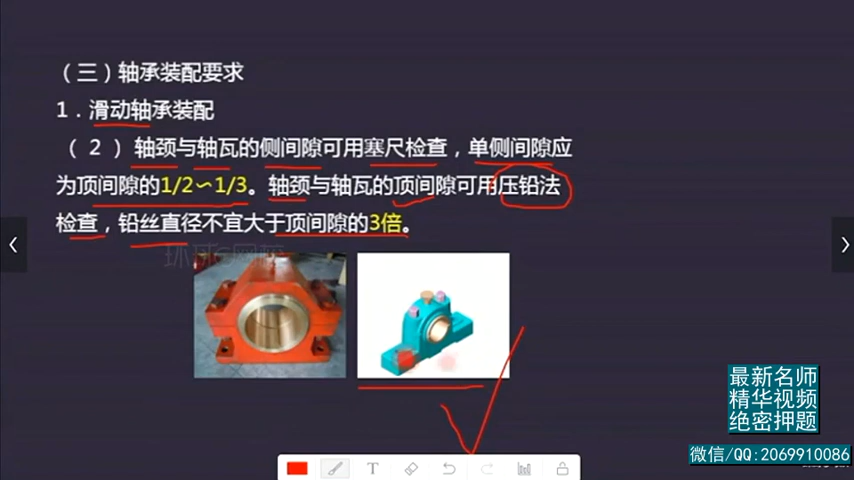 （三）轴承装配要求
1．滑动轴承装配
（2）轴颈与轴瓦的侧间隙可用塞尺检查，单侧间隙应
为顶间隙的1/2～1/3。轴颈与轴瓦的顶间隙可用压铅法
检查，铅丝直径不宜大于顶间隙的3倍。
最新名师
精华视频
绝密押题
微信/QQ:2069910086
T